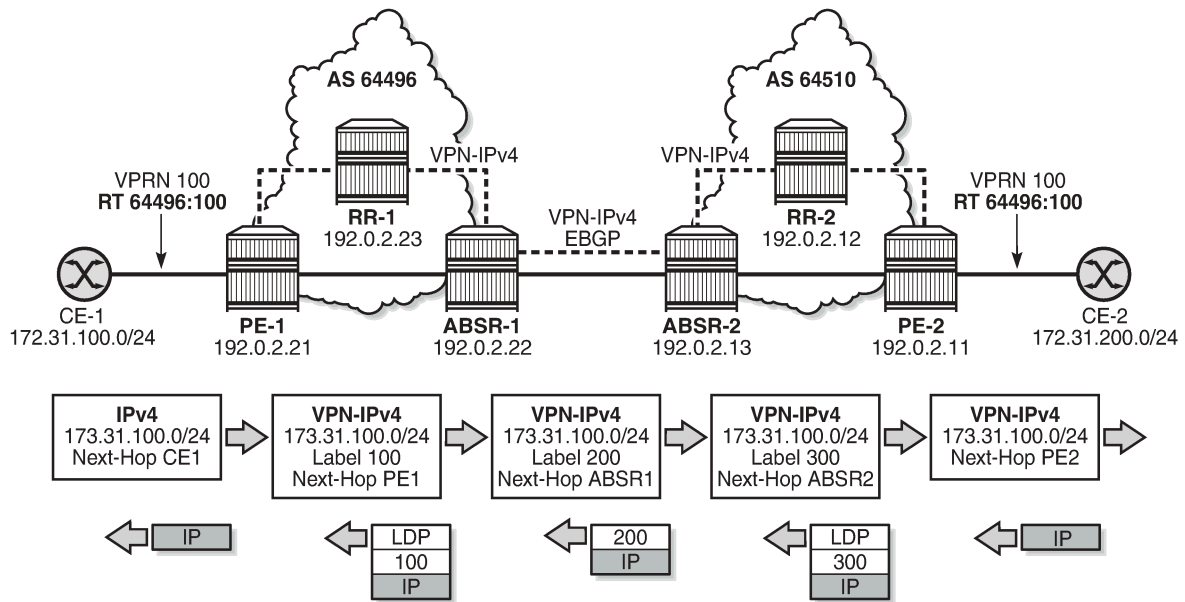 AS 64496
AS 64510
VPN-IPv4
VPN-IPv4
VPRN 100
RT 64496:100
RR-1
192.0.2.23
VPN-IPv4
EBGP
RR-2
192.0.2.12
VPRN 100
RT 64496:100
CE-1
172.31.100.0/24
PE-1
192.0.2.21
ABSR-1
192.0.2.22
ABSR-2
192.0.2.13
PE-2
192.0.2.11
CE-2
172.31.200.0/24
IPv4
173.31.100.0/24
Next-Hop CE1
VPN-IPv4
173.31.100.0/24
Label 100
Next-Hop PE1
VPN-IPv4
173.31.100.0/24
Label 200
Next-Hop ABSR1
VPN-IPv4
173.31.100.0/24
Label 300
Next-Hop ABSR2
VPN-IPv4
173.31.100.0/24
Next-Hop PE2
IP
LDP
100
IP
200
IP
LDP
300
IP
IP